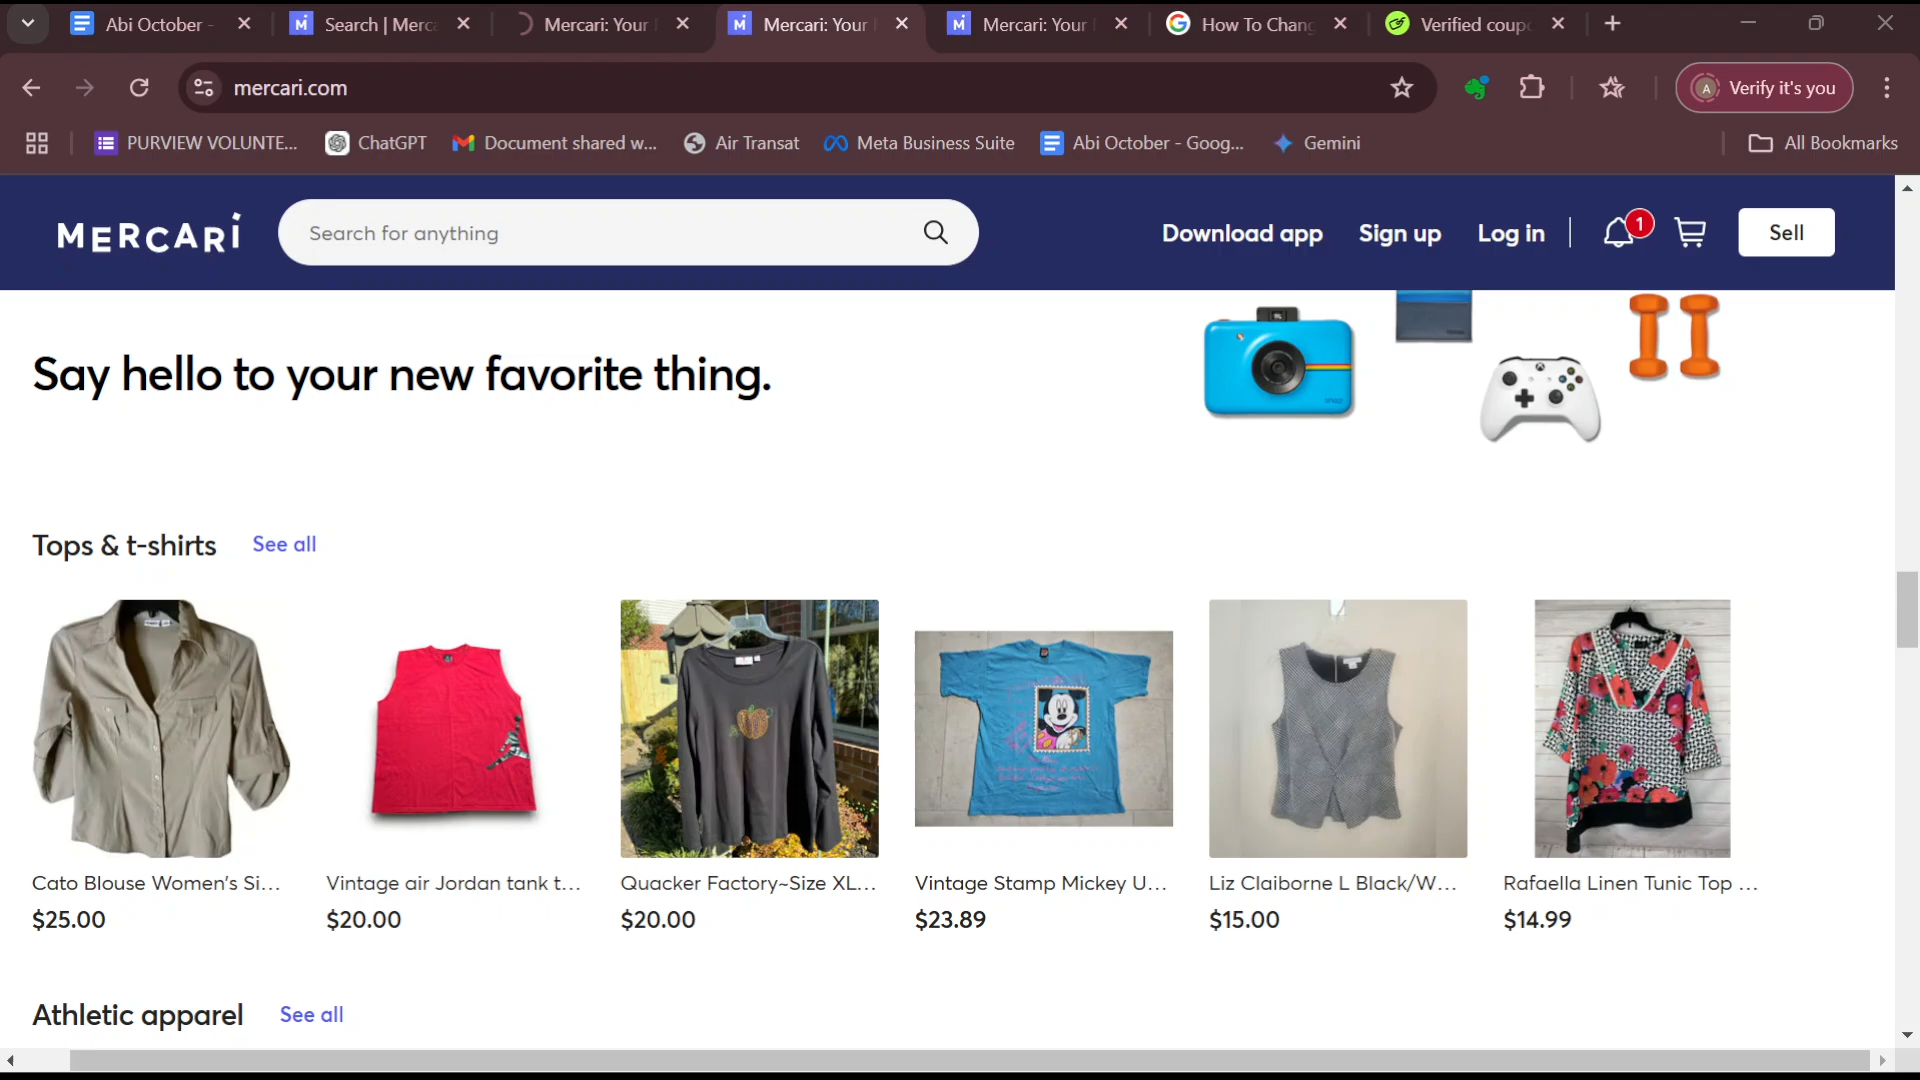 Abi October -
Search | Merca
Mercari: Your
Mercari: Your
Mercari: Your
How To Chang
Verified coupo
mercari.com
A Verify it's you
PURVIEW VOLUNTE...
ChatGPT
Document shared w...
Air Transat
Meta Business Suite
Abi October - Goog...
Gemini
All Bookmarks
MERCARI
Search for anything
Download app
Sign up
Log in
1
Sell
Say hello to your new favorite thing.
Tops & t-shirts
See all
Cato Blouse Women's Si...
Vintage air Jordan tank t...
Quacker Factory~Size XL...
Vintage Stamp Mickey U...
Liz Claiborne L Black/W...
Rafaella Linen Tunic Top ...
$25.00
$20.00
$20.00
$23.89
$15.00
$14.99
Athletic apparel
See all